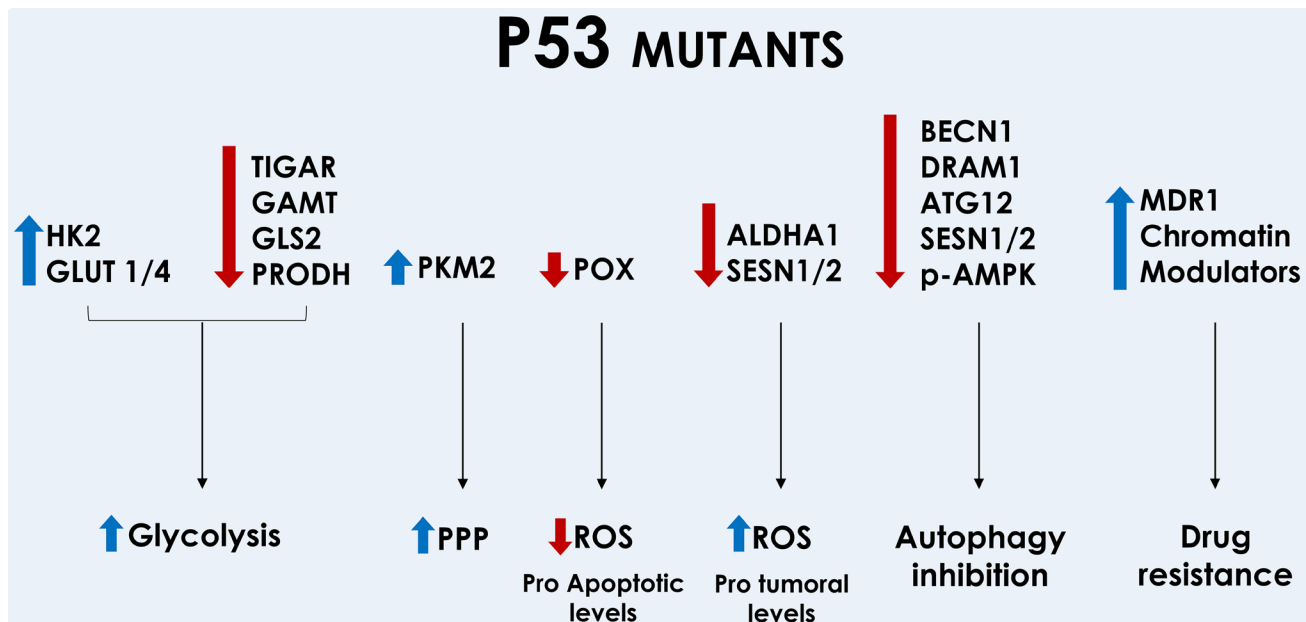 P53 MUTANTS
HK2
GLUT 1/4
TIGAR
GAMT
GLS2
PRODH
PKM2
POX
ALDHA1
SESN1/2
BECN1
DRAM1
ATG12
SESN1/2
p-AMPK
MDR1
Chromatin
Modulators
Glycolysis
PPP
ROS
Pro Apoptotic
levels
ROS
Pro tumoral
levels
Autophagy
inhibition
Drug
resistance